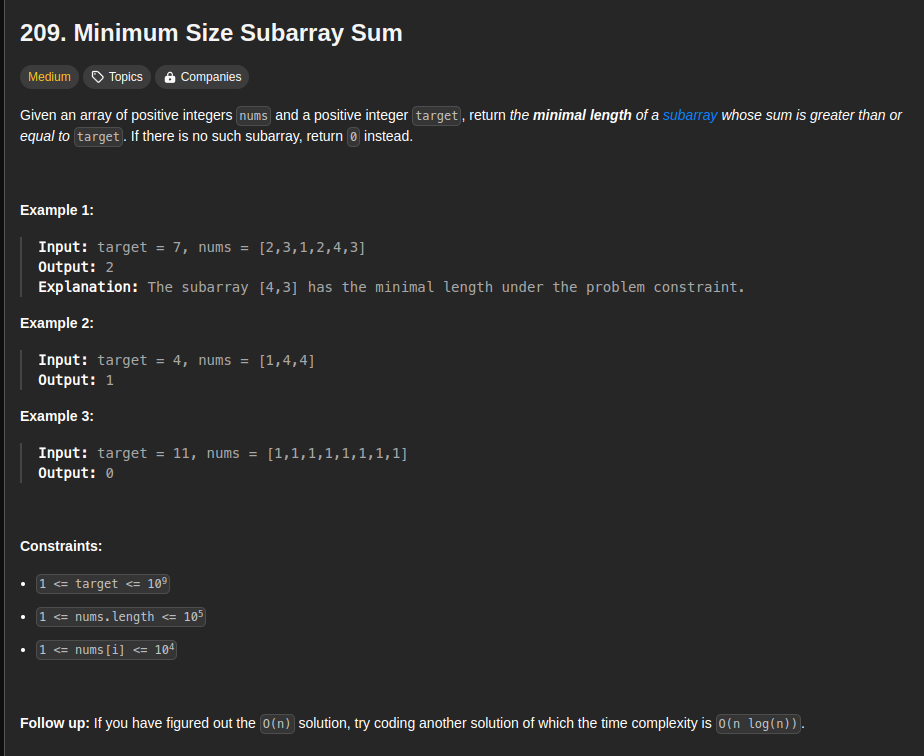 209. Minimum Size Subarray Sum
Medium Topics Companies
Given an array of positive integers nums and a positive integer target, return the minimal length of a subarray whose sum is greater than or
equal to target. If there is no such subarray, return 0 instead.
Example 1:
Input: target = 7, nums = [2,3,1,2,4,3]
Output: 2
Explanation: The subarray [4,3] has the minimal length under the problem constraint.
Example 2:
Input: target = 4, nums = [1,4,4]
Output: 1
Example 3:
Input: target = 11, nums = [1,1,1,1,1,1,1,1]
Output: 0
Constraints:
• 1 <= target <= 10⁹
• 1 <= nums.length <= 10⁵
• 1 <= nums[i] <= 10⁴
Follow up: If you have figured out the O(n) solution, try coding another solution of which the time complexity is O(n log(n)).